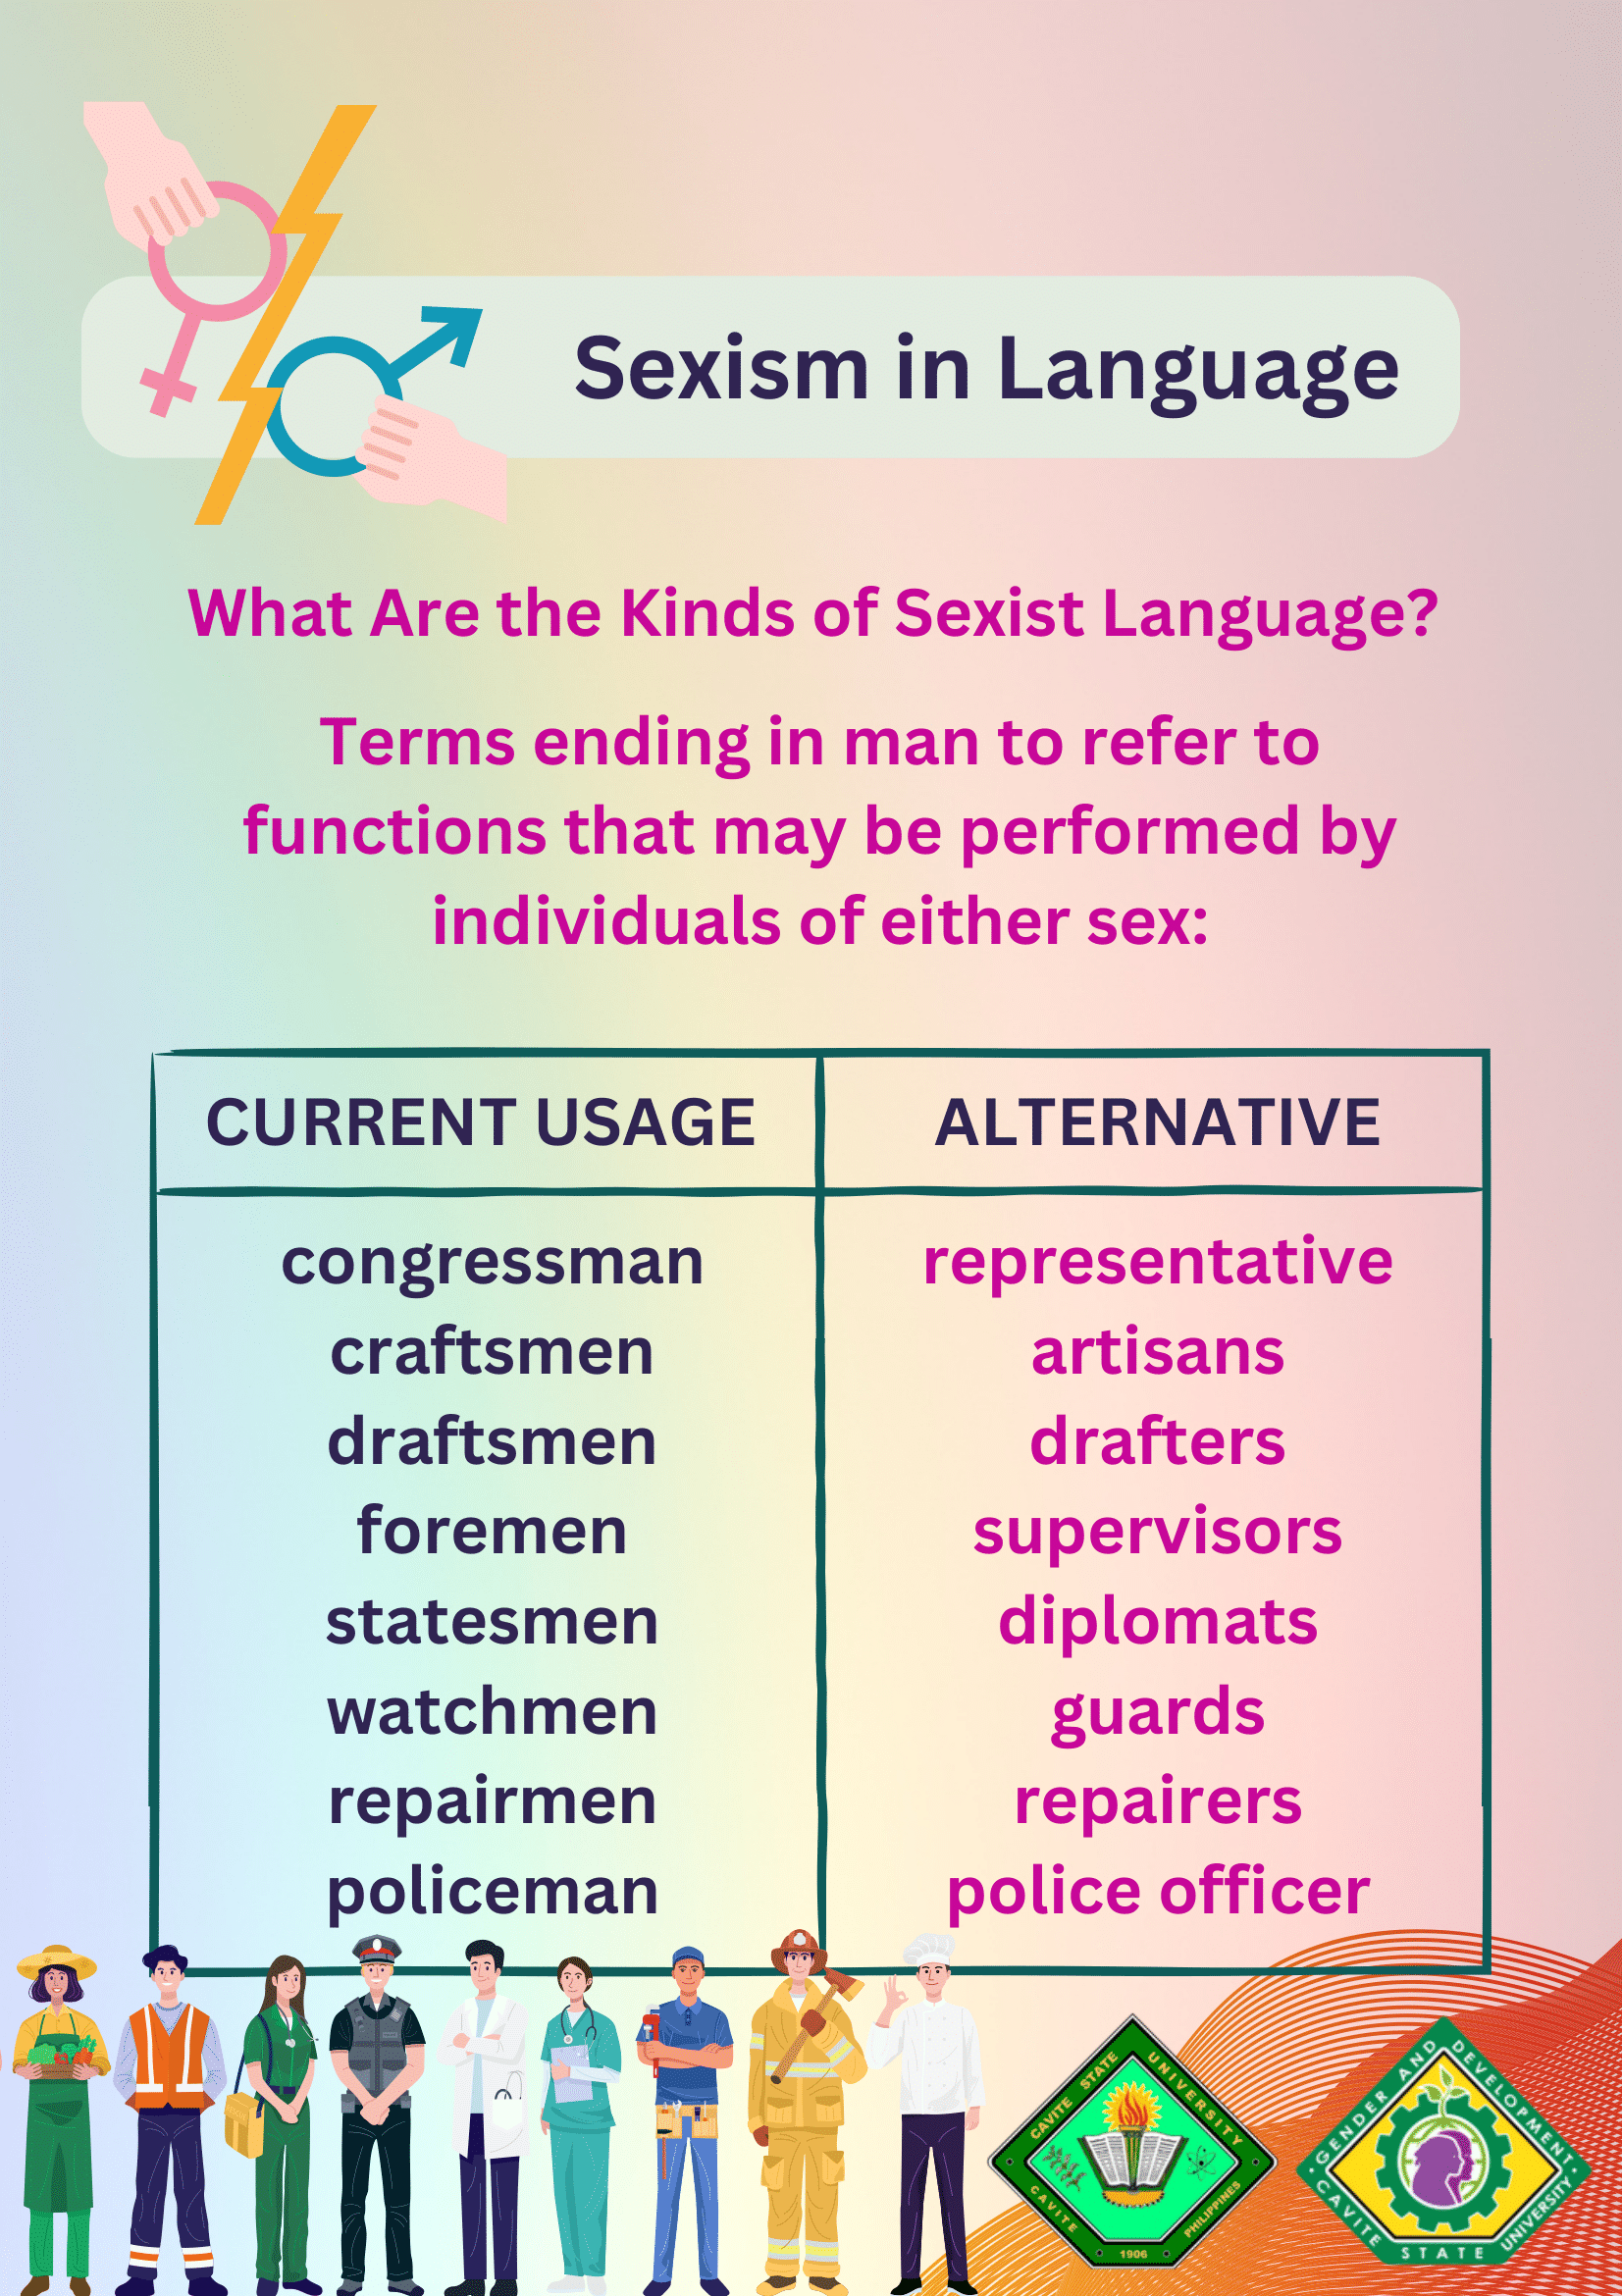 Sexism in Language
What Are the Kinds of Sexist Language?
Terms ending in man to refer to
functions that may be performed by
individuals of either sex:
CURRENT USAGE
ALTERNATIVE
congressman
representative
craftsmen
artisans
draftsmen
drafters
foremen
supervisors
statesmen
diplomats
watchmen
guards
repairmen
repairers
policeman
police officer
CAVITE STATE UNIVERSITY
CAVITE
PHILIPPINES
1906
GENDER AND DEVELOPMENT
CAVITE STATE UNIVERSITY